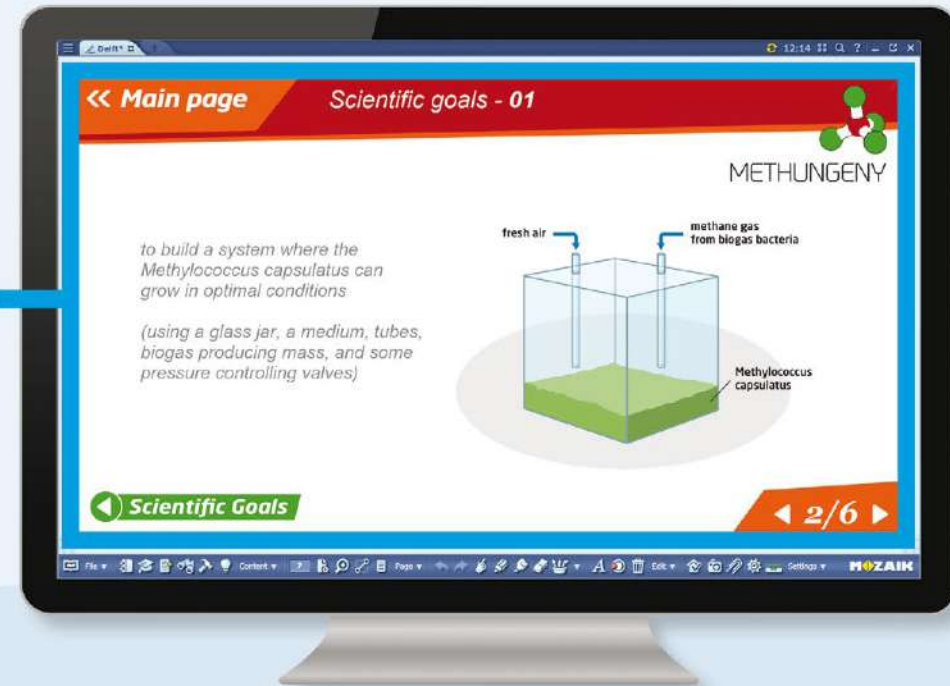 Delft*
12:14
?
<< Main page
Scientific goals - 01
METHUNGENY
to build a system where the
Methylococcus capsulatus can
grow in optimal conditions
(using a glass jar, a medium, tubes,
biogas producing mass, and some
pressure controlling valves)
fresh air
methane gas
from biogas bacteria
Methylococcus
capsulatus
Scientific Goals
2/6
File
Content
Page
A
Edit
Settings
MOZAIK